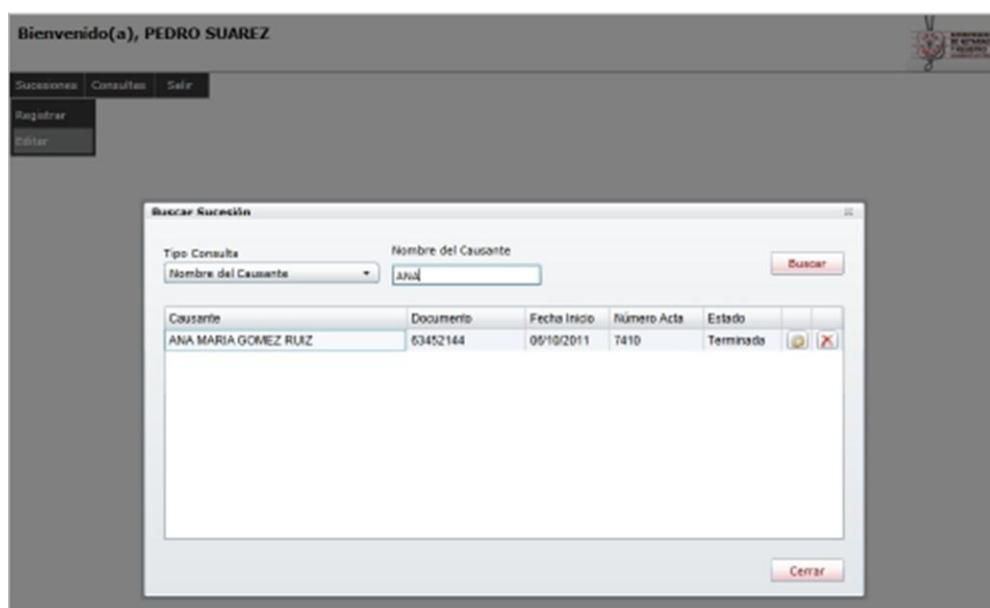 Bienvenido(a), PEDRO SUAREZ
Sucesiones Consultas Salir
Registrar
Editar
Buscar Sucesión
Tipo Consulta Nombre del Causante
Nombre del Causante ANA Buscar
Causante Documento Fecha Inicio Número Acta Estado
ANA MARIA GOMEZ RUIZ 63452144 06/10/2011 7410 Terminada
Cerrar